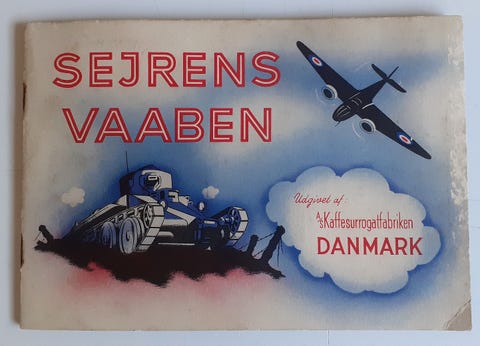 SEJRENS
VAABEN
Udgivet af:
A/S Kaffesurrogatfabriken
DANMARK